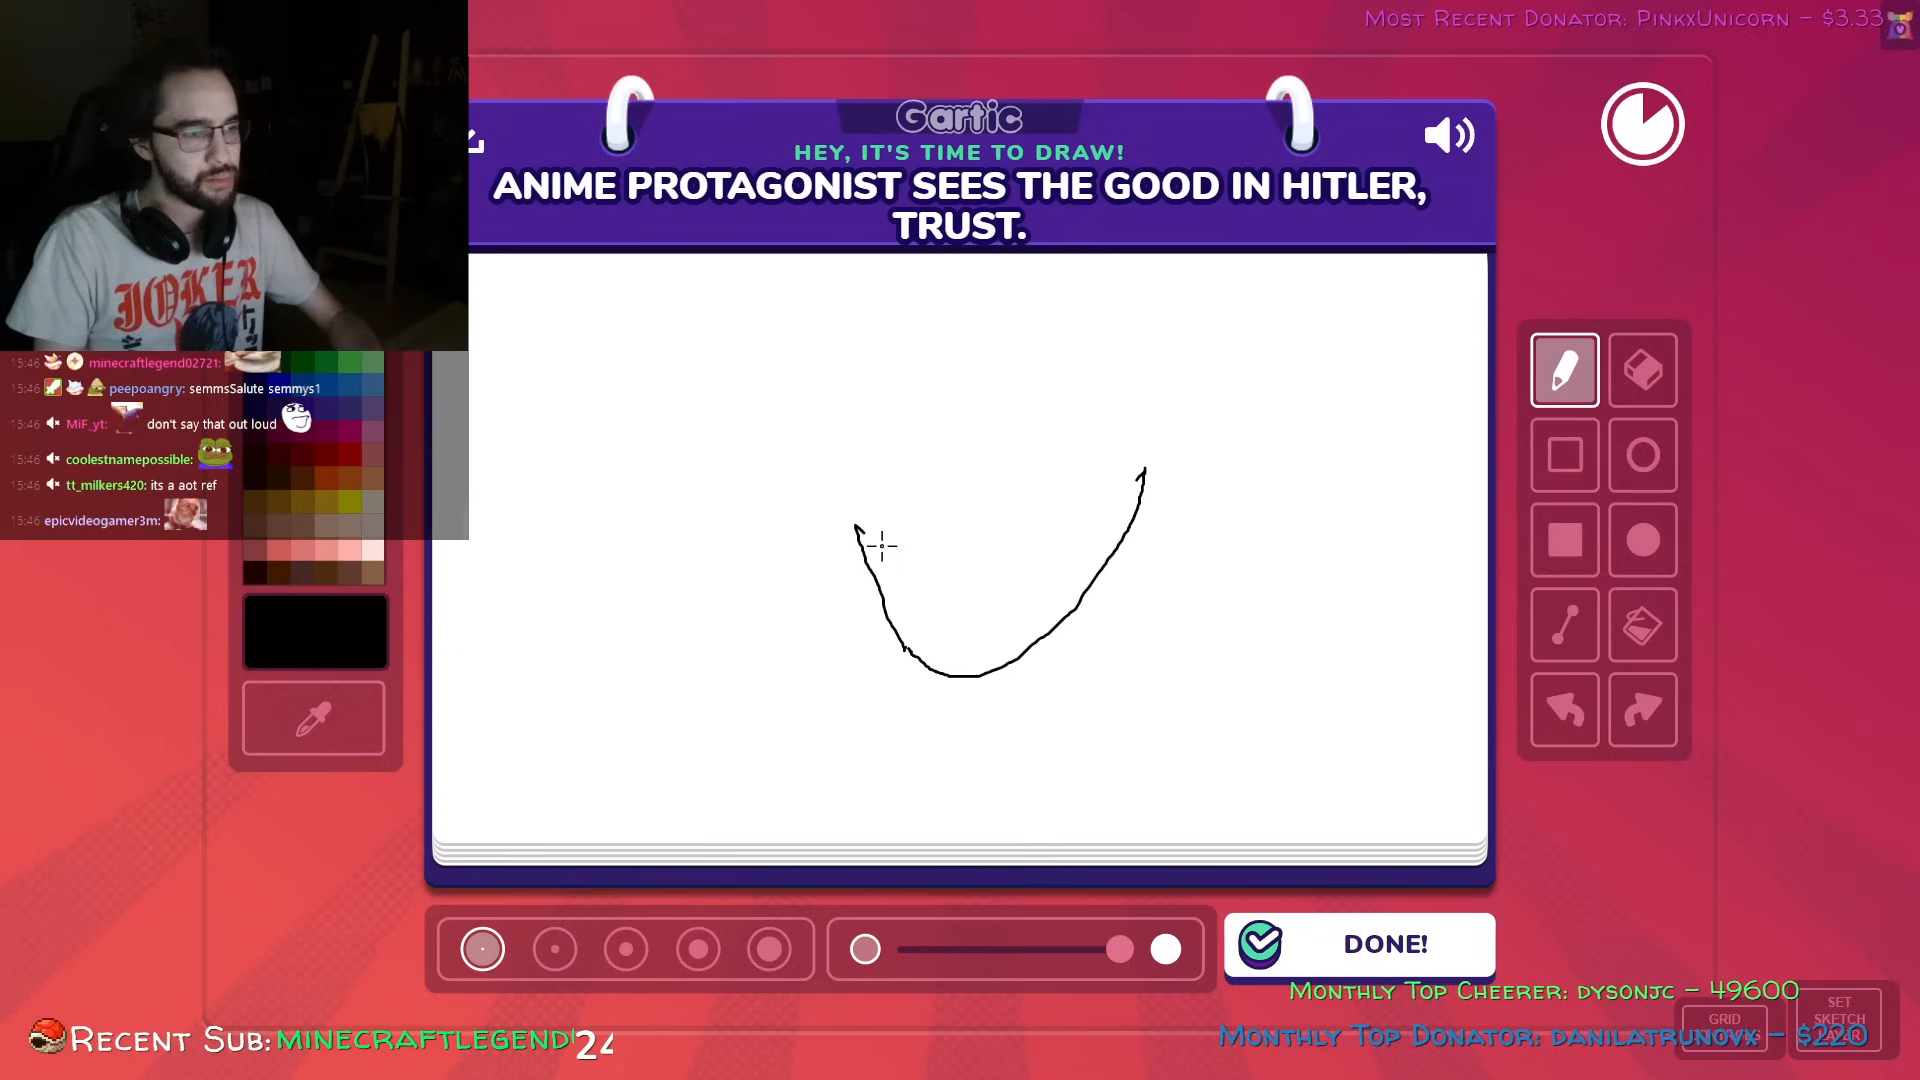 MOST RECENT DONATOR: PINKXUNICORN - $3.33
Gartic
HEY, IT'S TIME TO DRAW!
ANIME PROTAGONIST SEES THE GOOD IN HITLER,
TRUST.
JOKER
15:46 minecraftlegend02721:
15:46 peepoangry: semmsSalute semmys1
15:46 MiF_yt: don't say that out loud
15:46 coolestnamepossible:
15:46 tt_milkers420: its a aot ref
15:46 epicvideogamer3m:
DONE!
MONTHLY TOP CHEERER: DYSONJC - 49600
SET
SKETCH
GRID
MONTHLY TOP DONATOR: DANILATRUNOVX - $220
RECENT SUB: MINECRAFTLEGEND
24